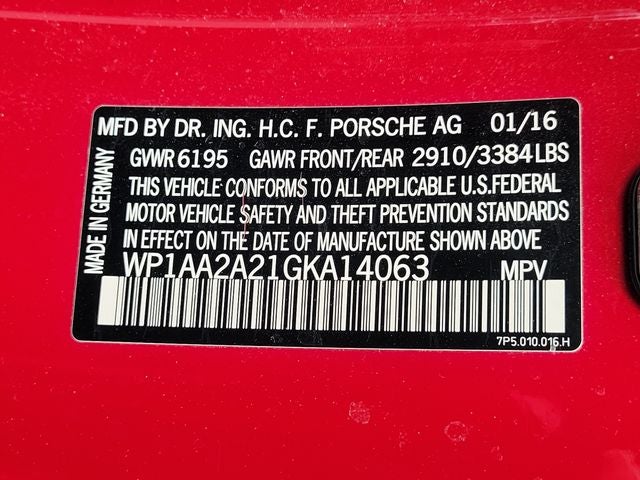 MFD BY DR. ING. H.C. F. PORSCHE AG 01/16
GVWR 6195 GAWR FRONT/REAR 2910/3384 LBS
THIS VEHICLE CONFORMS TO ALL APPLICABLE U.S.FEDERAL
MOTOR VEHICLE SAFETY AND THEFT PREVENTION STANDARDS
IN EFFECT ON THE DATE OF MANUFACTURE SHOWN ABOVE
WP1AA2A21GKA14063 MPV
MADE IN GERMANY
7P5.010.016.H